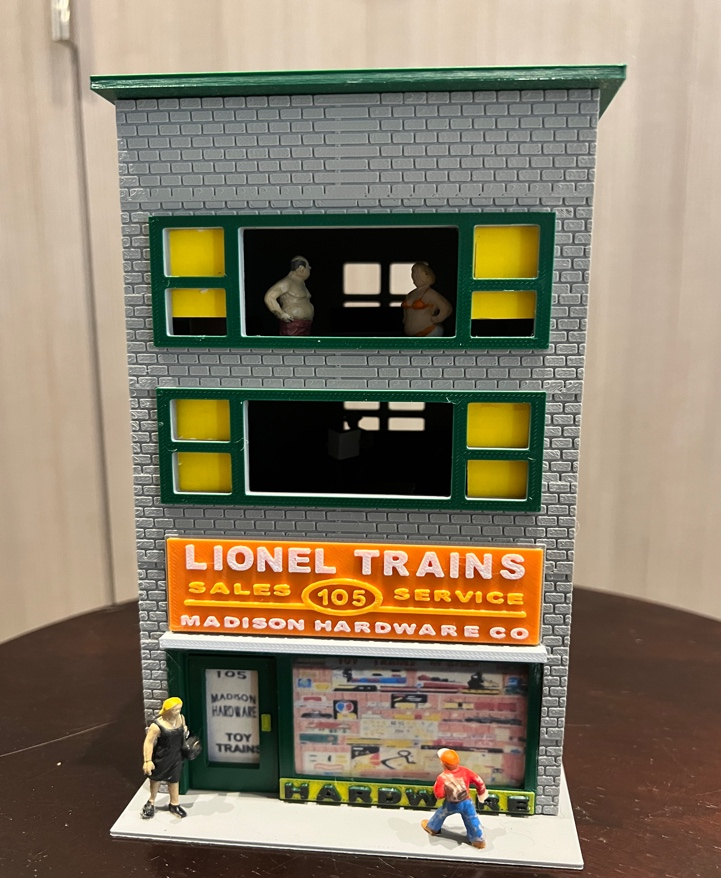 LIONEL TRAINS
SALES 105 SERVICE
MADISON HARDWARE CO
105
MADISON
HARDWARE
TOY
TRAINS
HARDWARE